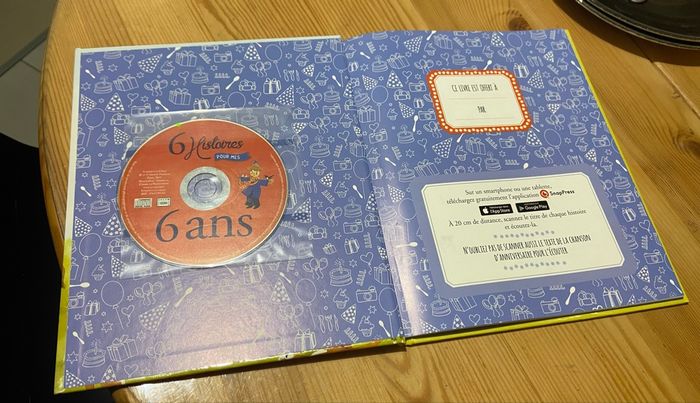 6 Histoires
POUR MES
6 ans
CE LIVRE EST OFFERT À
PAR
Sur un smartphone ou une tablette,
téléchargez gratuitement l'application SnapPress
Télécharger dans
l'App Store
Google Play
À 20 cm de distance, scannez le titre de chaque histoire
et écoutez-la.
N'OUBLIEZ PAS DE SCANNER AUSSI LE TEXTE DE LA CHANSON
D'ANNIVERSAIRE POUR L'ÉCOUTER